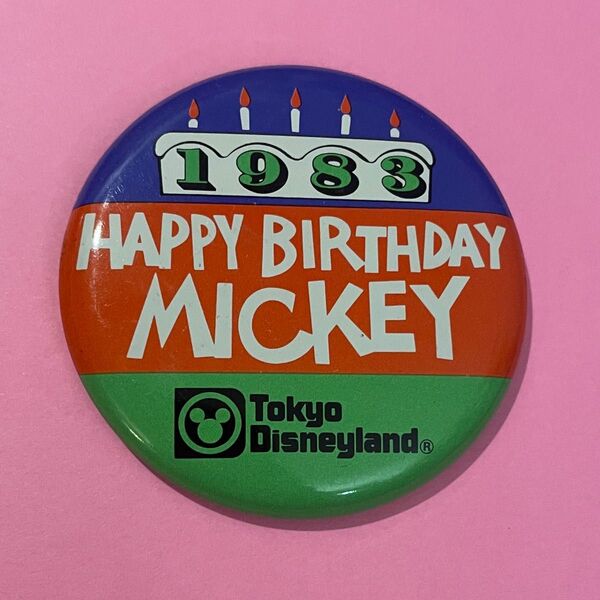 1983
HAPPY BIRTHDAY
MICKEY
Tokyo
Disneyland®